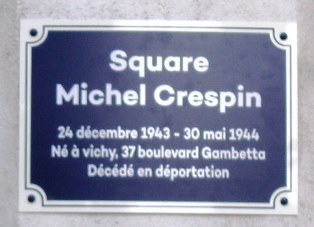 Square
Michel Crespin
24 décembre 1943 - 30 mai 1944
Né à vichy, 37 boulevard Gambetta
Décédé en déportation